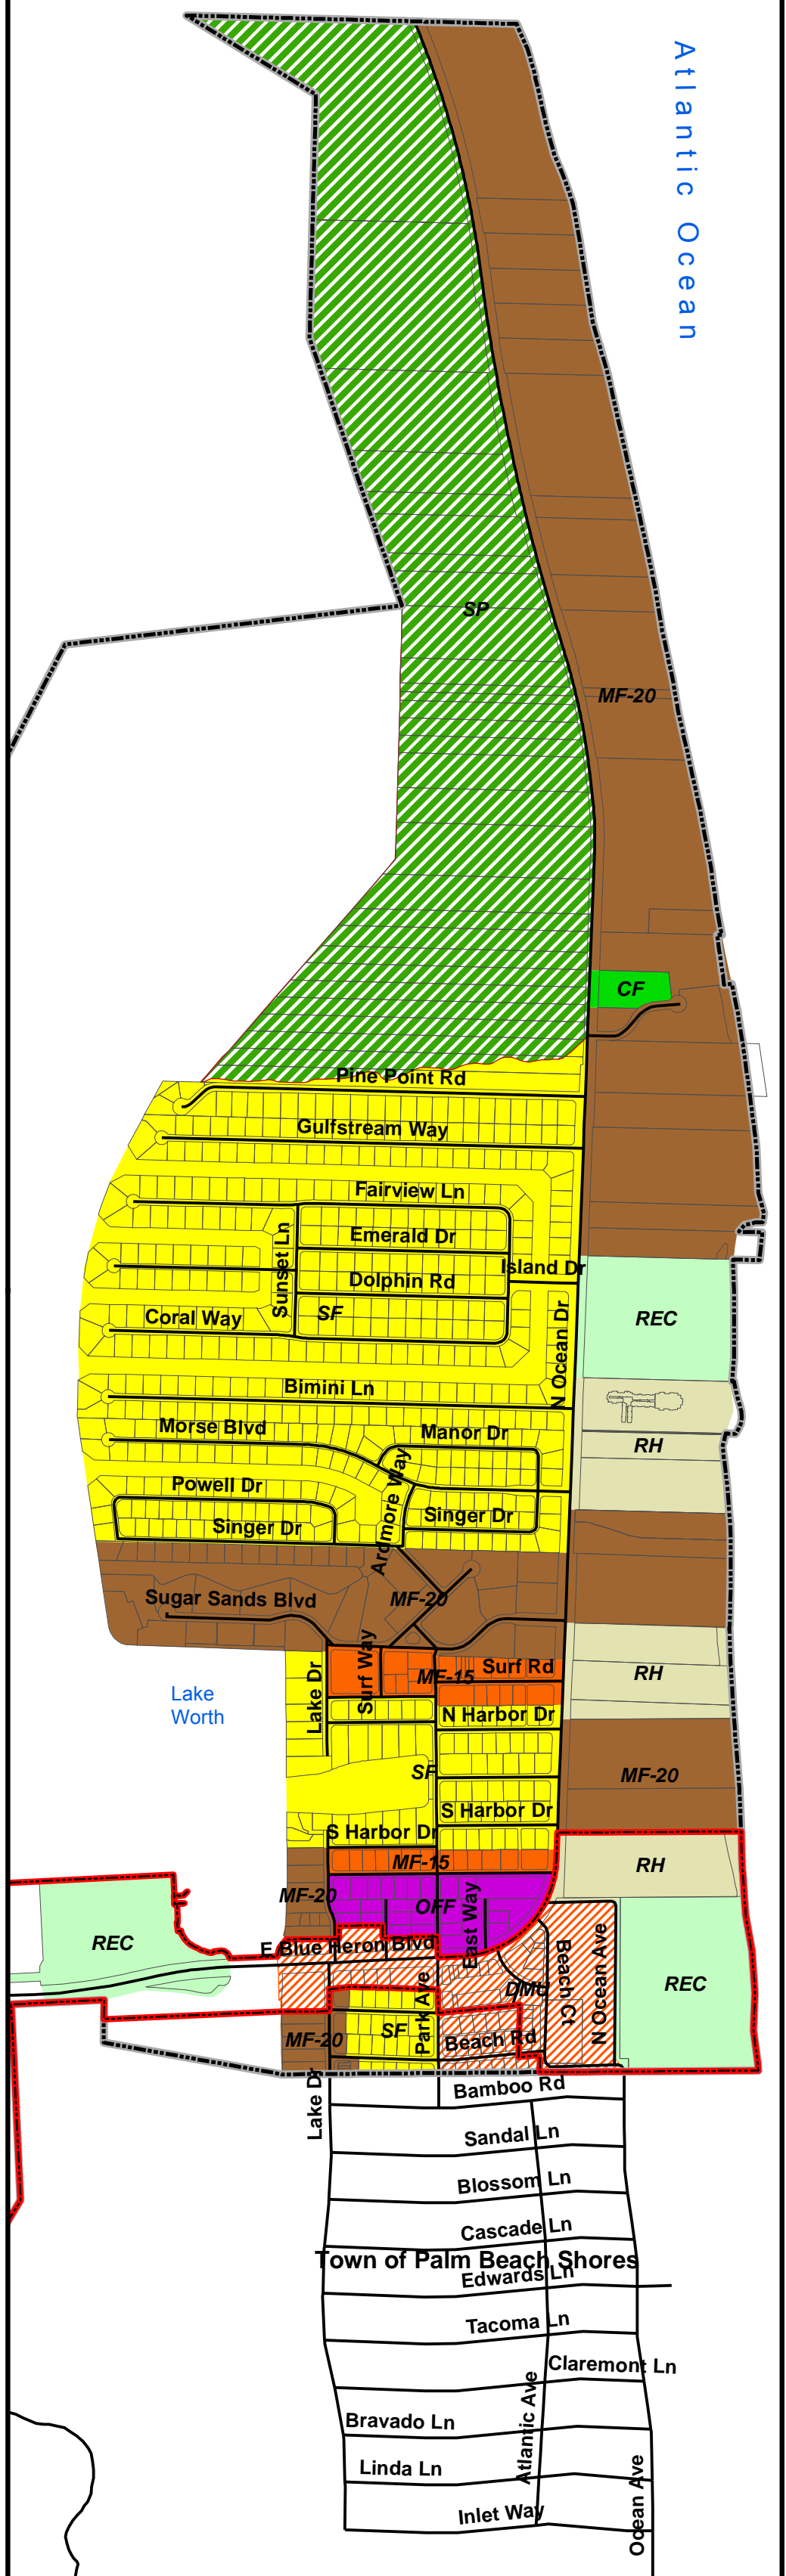 Atlantic Ocean
SP
MF-20
CF
Pine Point Rd
Gulfstream Way
Fairview Ln
Sunset Ln
Emerald Dr
Island Dr
Dolphin Rd
SF
Coral Way
REC
N Ocean Dr
Bimini Ln
Morse Blvd
Manor Dr
RH
Powell Dr
Ardmore Way
Singer Dr
Singer Dr
Sugar Sands Blvd
MF-20
Lake Dr
Surf Way
MF-15
Surf Rd
RH
Lake
Worth
N Harbor Dr
SF
MF-20
S Harbor Dr
S Harbor Dr
MF-15
RH
MF-20
OFF
East Way
REC
E Blue Heron Blvd
Beach Ct
N Ocean Ave
DMU
REC
Park Ave
SF
MF-20
Beach Rd
Lake Dr
Bamboo Rd
Sandal Ln
Blossom Ln
Cascade Ln
Town of Palm Beach Shores
Edwards Ln
Tacoma Ln
Claremont Ln
Atlantic Ave
Bravado Ln
Linda Ln
Ocean Ave
Inlet Way